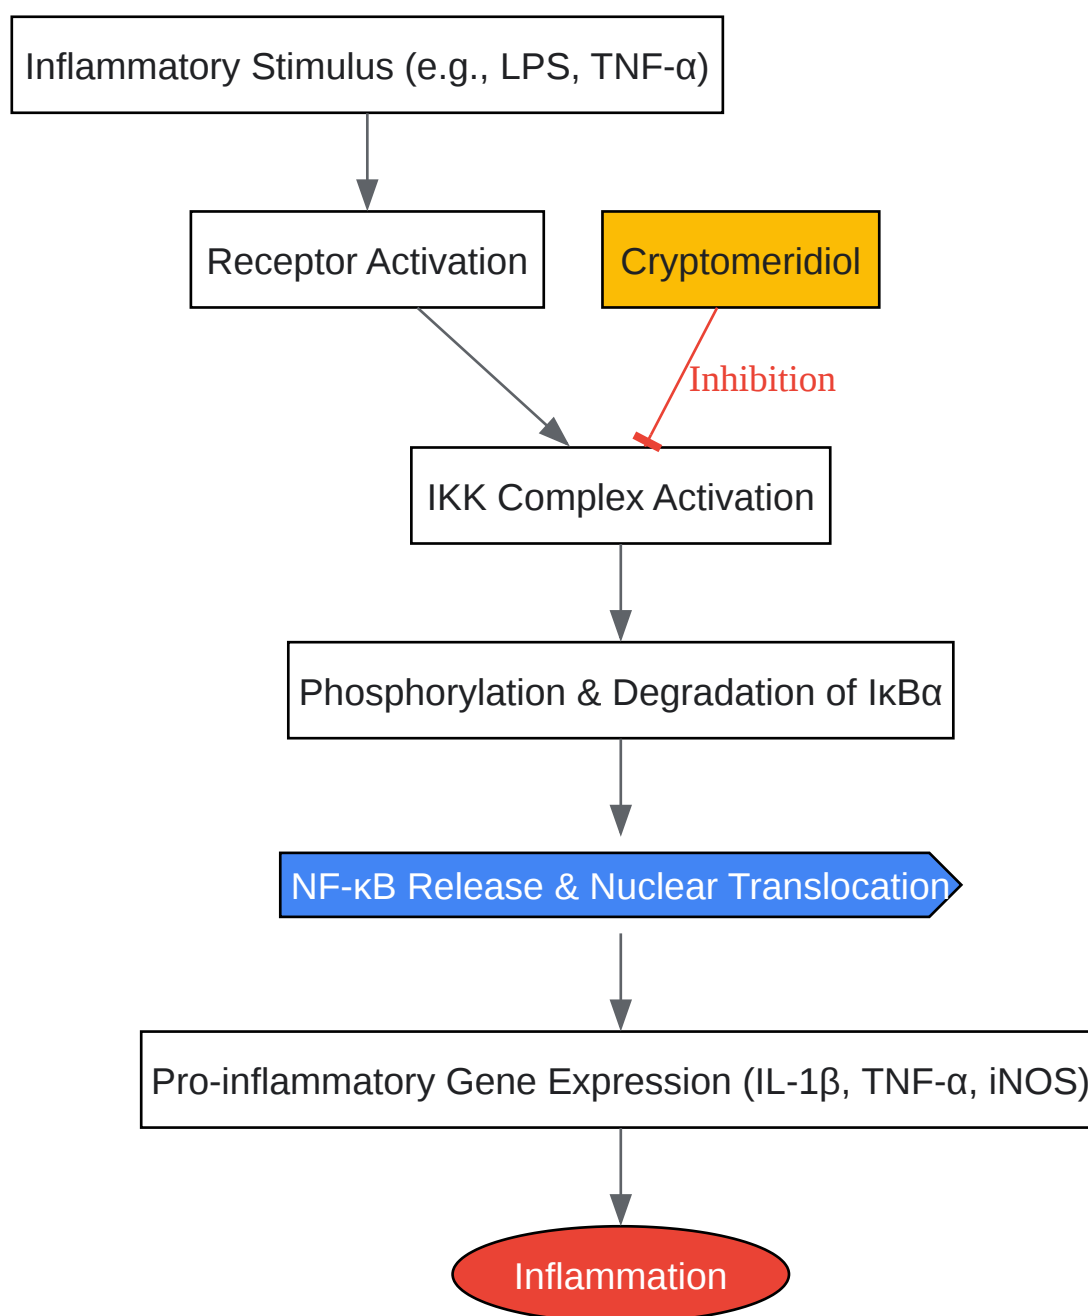 Inflammatory Stimulus (e.g., LPS, TNF-α)
Receptor Activation
Cryptomeridiol
Inhibition
IKK Complex Activation
Phosphorylation & Degradation of IκBα
NF-κB Release & Nuclear Translocation
Pro-inflammatory Gene Expression (IL-1β, TNF-α, iNOS)
Inflammation